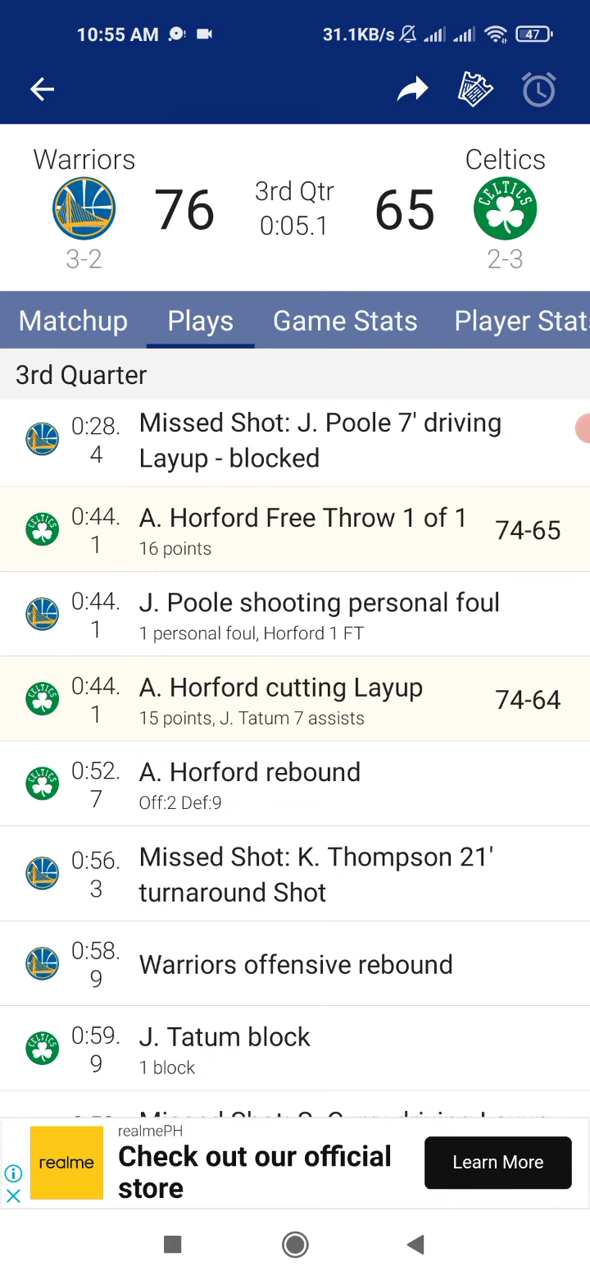 10:55 AM 31.1KB/s 47
Warriors Celtics
76 3rd Qtr 65
0:05.1
3-2 2-3
Matchup Plays Game Stats Player Stat
3rd Quarter
0:28. Missed Shot: J. Poole 7' driving
4 Layup - blocked
0:44. A. Horford Free Throw 1 of 1 74-65
1 16 points
0:44. J. Poole shooting personal foul
1 1 personal foul, Horford 1 FT
0:44. A. Horford cutting Layup 74-64
1 15 points, J. Tatum 7 assists
0:52. A. Horford rebound
7 Off:2 Def:9
0:56. Missed Shot: K. Thompson 21'
3 turnaround Shot
0:58. Warriors offensive rebound
9
0:59. J. Tatum block
9 1 block
realmePH
realme Check out our official Learn More
store